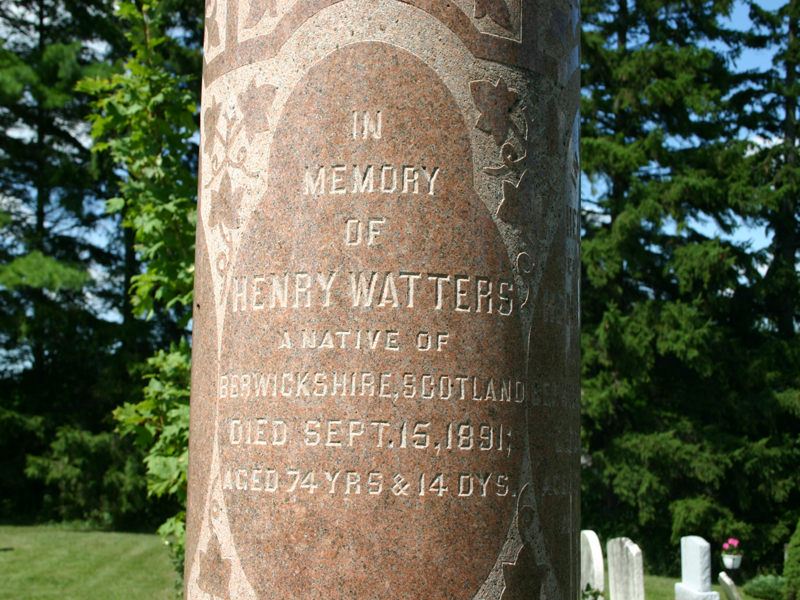 IN
MEMORY
OF
HENRY WATTERS
A NATIVE OF
BERWICKSHIRE, SCOTLAND
DIED SEPT. 15, 1891;
AGED 74 YRS & 14 DYS.